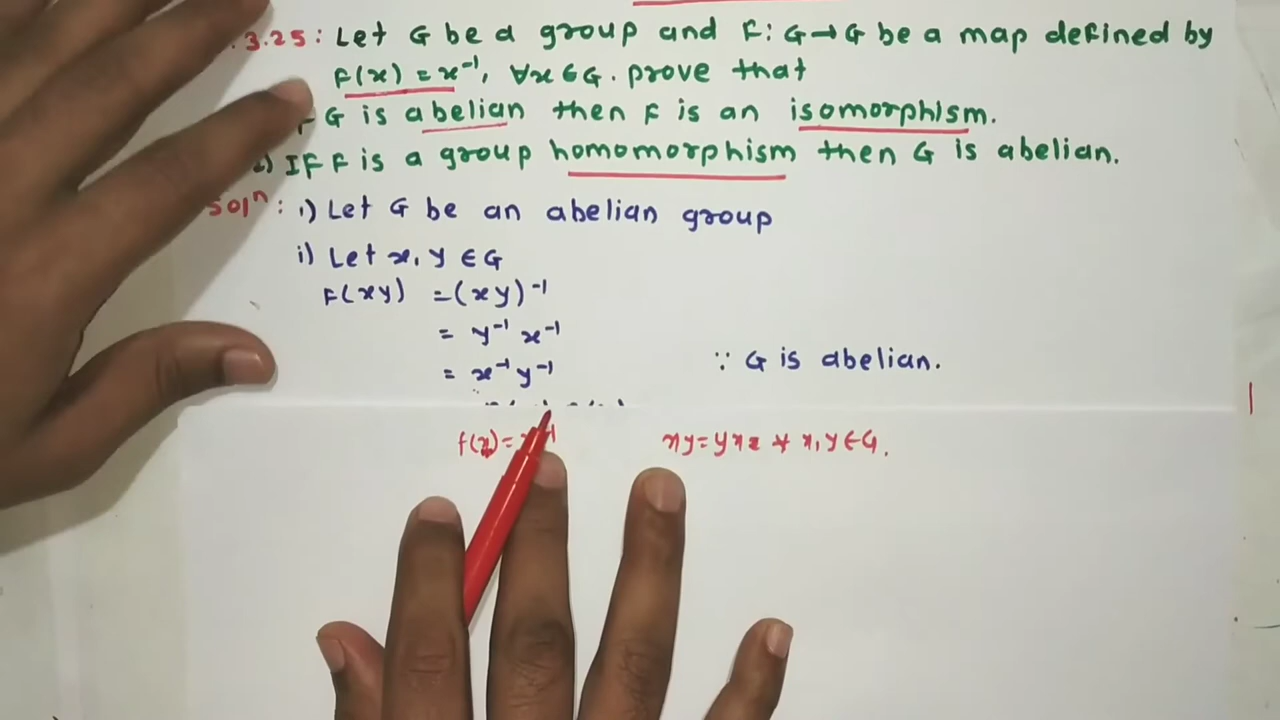 3.25: Let G be a group and F: G→G be a map defined by
F(x) = x⁻¹, ∀x∈G. prove that
G is abelian then F is an isomorphism.
) IF F is a group homomorphism then G is abelian.
Solⁿ: i) Let G be an abelian group
i) Let x, y ∈ G
F(xy) = (xy)⁻¹
= y⁻¹ x⁻¹
= x⁻¹ y⁻¹ ∵ G is abelian.
xy = yx ∀ x, y ∈ G.